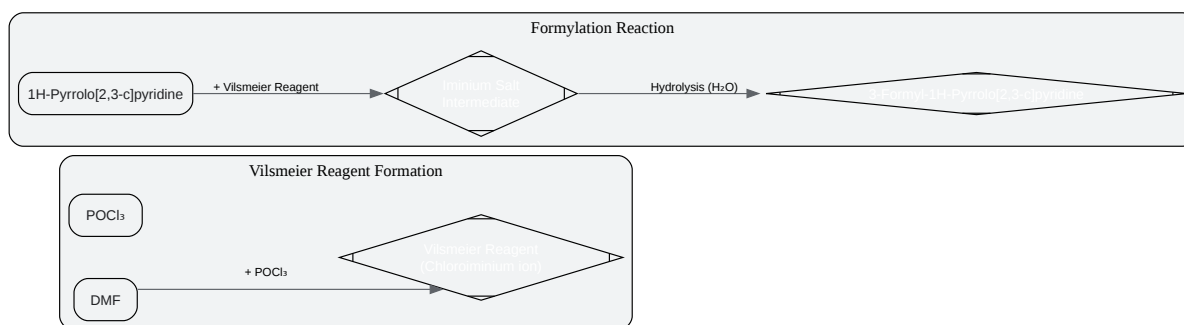 Formylation Reaction
1H-Pyrrolo[2,3-c]pyridine
+ Vilsmeier Reagent
Iminium Salt
Intermediate
Hydrolysis (H₂O)
3-Formyl-1H-Pyrrolo[2,3-c]pyridine
Vilsmeier Reagent Formation
POCl₃
Vilsmeier Reagent
(Chloroiminium ion)
+ POCl₃
DMF